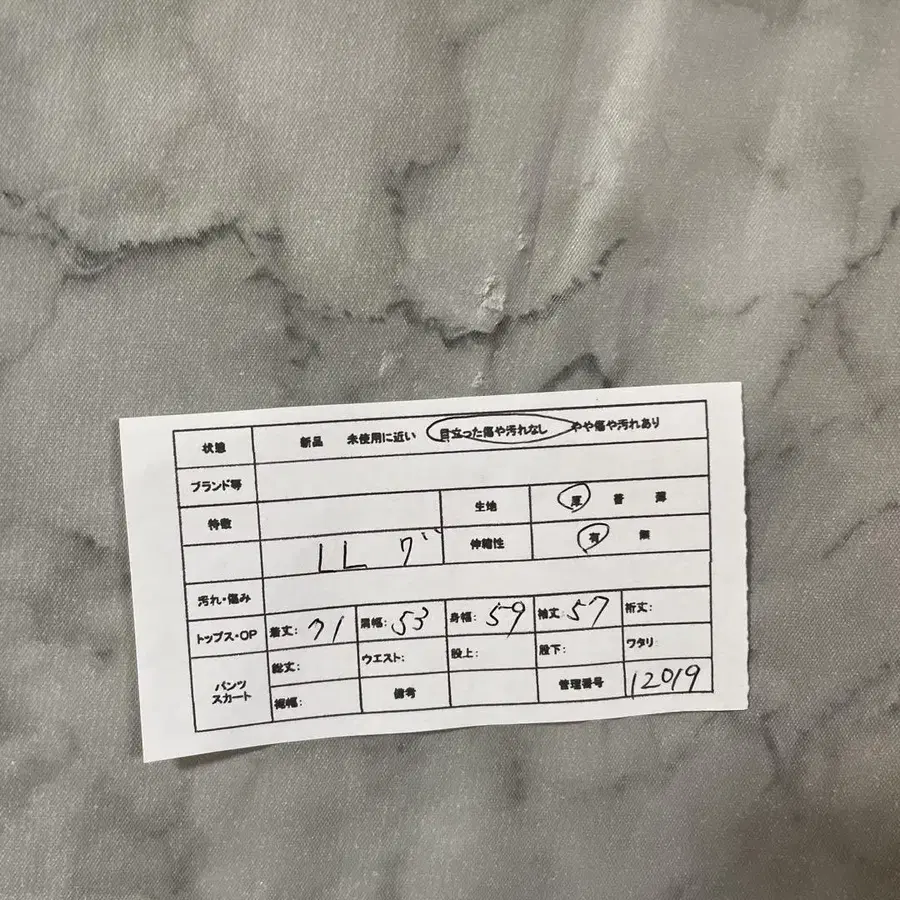 状態 新品 未使用に近い 目立った傷や汚れなし やや傷や汚れあり
ブランド等
特徴 生地 厚 普 薄
LL グ 伸縮性 有 無
汚れ・傷み
トップス・OP 着丈: 71 肩幅: 53 身幅: 59 袖丈: 57 裄丈:
パンツ スカート 総丈: ウエスト: 股上: 股下: ワタリ:
裾幅: 備考 管理番号 12019